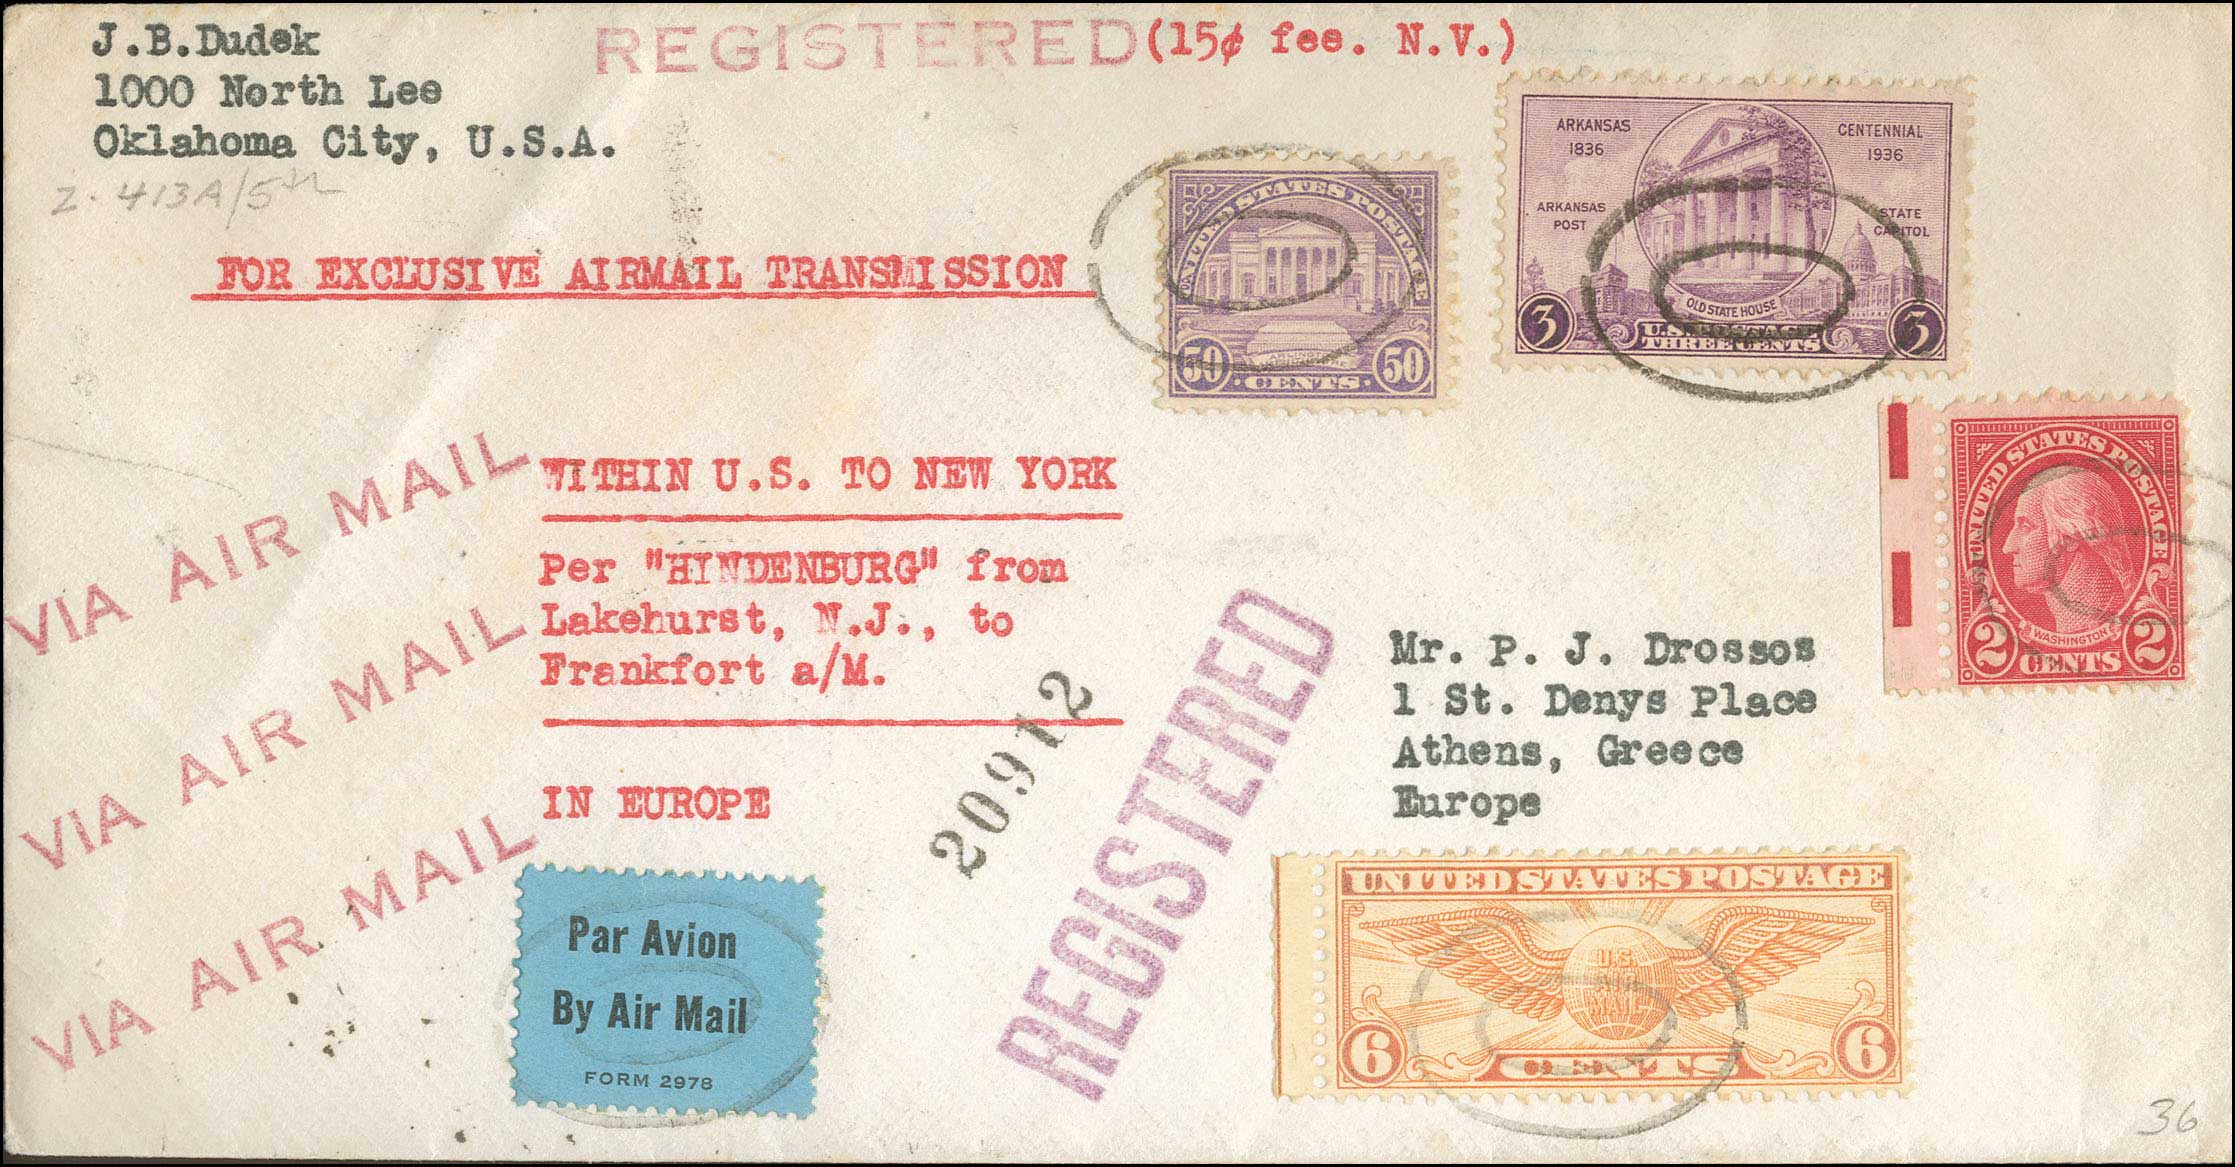 J.B.Dudek
1000 North Lee
Oklahoma City, U.S.A.
Z. 413A/5th
REGISTERED (15¢ fee. N.V.)
FOR EXCLUSIVE AIRMAIL TRANSMISSION
UNITED STATES POSTAGE
50 CENTS 50
ARKANSAS 1836
CENTENNIAL 1936
ARKANSAS POST
STATE CAPITOL
OLD STATE HOUSE
3 U.S. POSTAGE 3
THREE CENTS
UNITED STATES POSTAGE
WASHINGTON
2 CENTS 2
VIA AIR MAIL
VIA AIR MAIL
VIA AIR MAIL
WITHIN U.S. TO NEW YORK
Per "HINDENBURG" from
Lakehurst, N.J., to
Frankfort a/M.
IN EUROPE
20912
REGISTERED
Mr. P. J. Drossos
1 St. Denys Place
Athens, Greece
Europe
Par Avion
By Air Mail
FORM 2978
UNITED STATES POSTAGE
U.S.
AIR
MAIL
6 CENTS 6
36